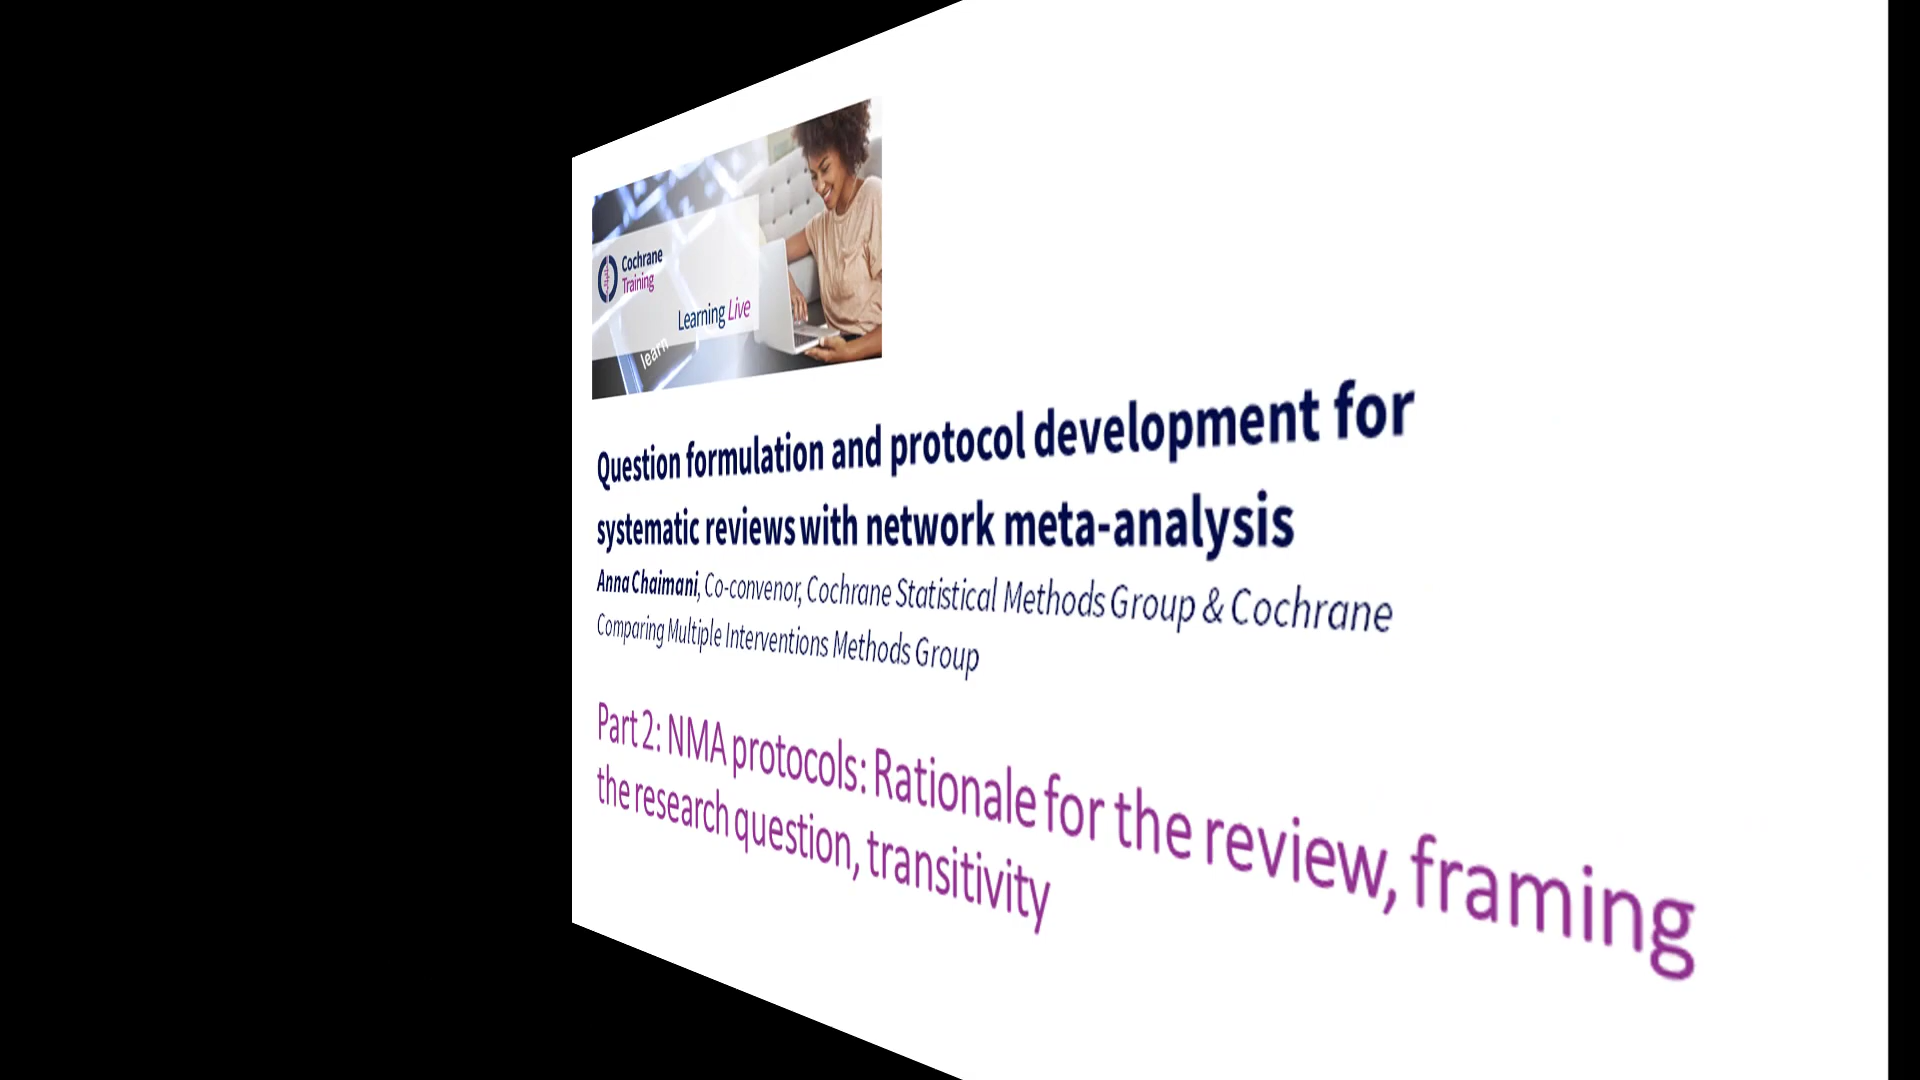 Cochrane
Training
Learning Live
learn
Question formulation and protocol development for
systematic reviews with network meta-analysis
Anna Chaimani, Co-convenor, Cochrane Statistical Methods Group & Cochrane
Comparing Multiple Interventions Methods Group
Part 2: NMA protocols: Rationale for the review, framing
the research question, transitivity